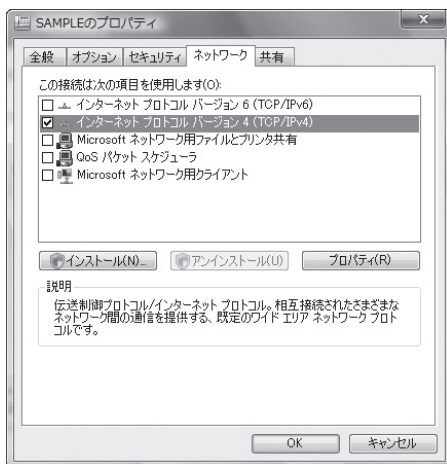 SAMPLEのプロパティ
全般 オプション セキュリティ ネットワーク 共有
この接続は次の項目を使用します(O):
インターネット プロトコル バージョン 6 (TCP/IPv6)
インターネット プロトコル バージョン 4 (TCP/IPv4)
Microsoft ネットワーク用ファイルとプリンタ共有
QoS パケット スケジューラ
Microsoft ネットワーク用クライアント
インストール(N)... アンインストール(U) プロパティ(R)
説明
伝送制御プロトコル/インターネット プロトコル。相互接続されたさまざまな
ネットワーク間の通信を提供する、既定のワイド エリア ネットワーク プロト
コルです。
OK キャンセル